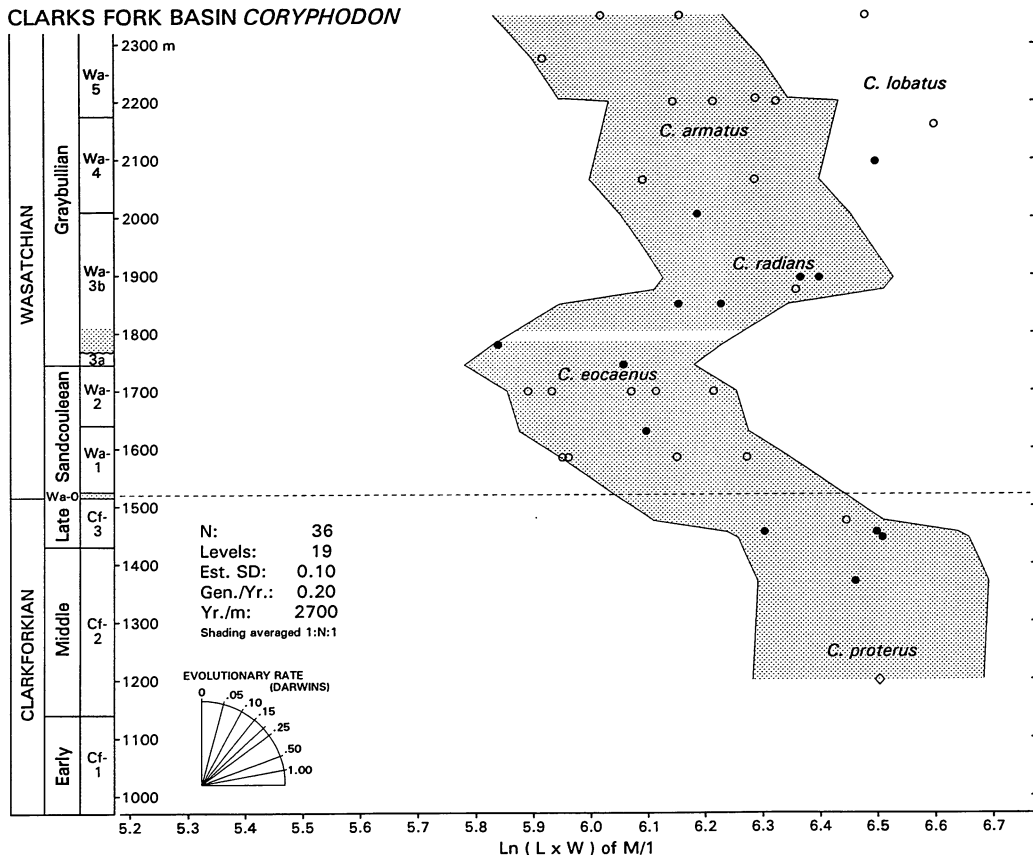 CLARKS FORK BASIN CORYPHODON
2300 m
2200
2100
2000
1900
1800
1700
1600
1500
1400
1300
1200
1100
1000
WASATCHIAN
CLARKFORKIAN
Graybullian
Sandcouleean
Late
Middle
Early
Wa-
5
Wa-
4
Wa-
3b
3a
Wa-
2
Wa-
1
Wa-0
Cf-
3
Cf-
2
Cf-
1
C. lobatus
C. armatus
C. radians
C. eocaenus
C. proterus
N: 36
Levels: 19
Est. SD: 0.10
Gen./Yr.: 0.20
Yr./m: 2700
Shading averaged 1:N:1
EVOLUTIONARY RATE
(DARWINS)
0 .05 .10 .15 .25 .50 1.00
5.2 5.3 5.4 5.5 5.6 5.7 5.8 5.9 6.0 6.1 6.2 6.3 6.4 6.5 6.6 6.7
Ln ( L x W ) of M/1